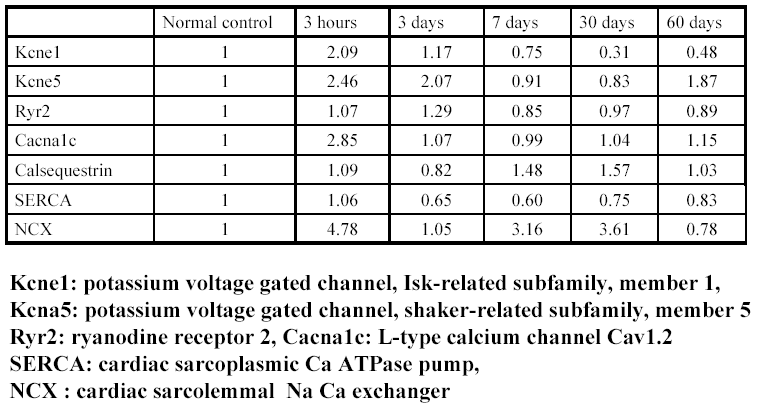 Normal control 3 hours 3 days 7 days 30 days 60 days
Kcne1 1 2.09 1.17 0.75 0.31 0.48
Kcne5 1 2.46 2.07 0.91 0.83 1.87
Ryr2 1 1.07 1.29 0.85 0.97 0.89
Cacna1c 1 2.85 1.07 0.99 1.04 1.15
Calsequestrin 1 1.09 0.82 1.48 1.57 1.03
SERCA 1 1.06 0.65 0.60 0.75 0.83
NCX 1 4.78 1.05 3.16 3.61 0.78
Kcne1: potassium voltage gated channel, Isk-related subfamily, member 1,
Kcna5: potassium voltage gated channel, shaker-related subfamily, member 5
Ryr2: ryanodine receptor 2, Cacna1c: L-type calcium channel Cav1.2
SERCA: cardiac sarcoplasmic Ca ATPase pump,
NCX : cardiac sarcolemmal Na Ca exchanger